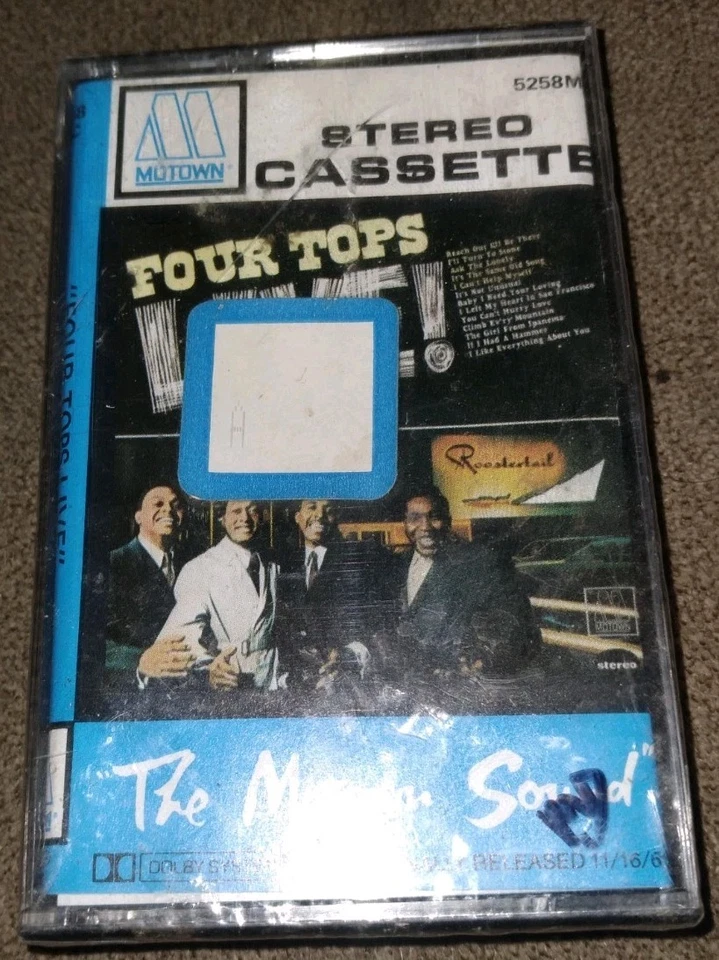 5258M
MOTOWN
STEREO
CASSETTE
FOUR TOPS
Reach Out I'll Be There
I'll Turn To Stone
Ask The Lonely
It's The Same Old Song
I Can't Help Myself
It's Not Unusual
Baby I Need Your Loving
I Left My Heart In San Francisco
You Can't Hurry Love
Climb Ev'ry Mountain
The Girl From Ipanema
If I Had A Hammer
I Like Everything About You
Roostertail
MOTOWN
stereo
"FOUR TOPS LIVE"
The Sound"
DOLBY SYS
RELEASED 11/16/6